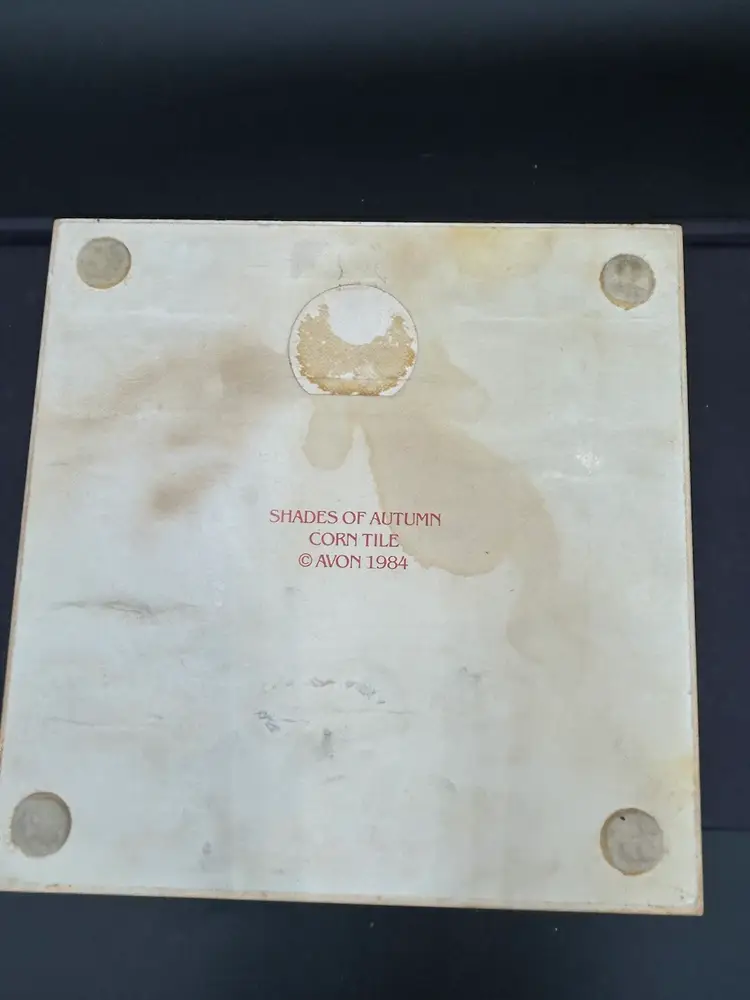 SHADES OF AUTUMN
CORN TILE
© AVON 1984